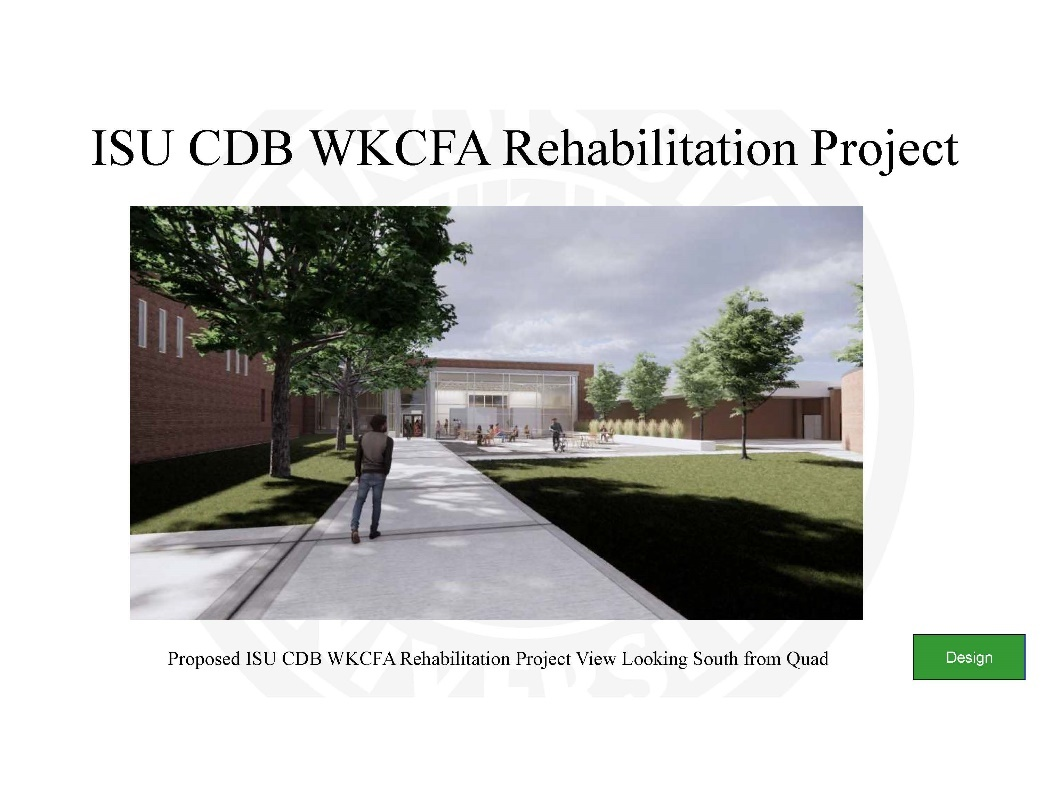 ISU CDB WKCFA Rehabilitation Project
Proposed ISU CDB WKCFA Rehabilitation Project View Looking South from Quad
Design